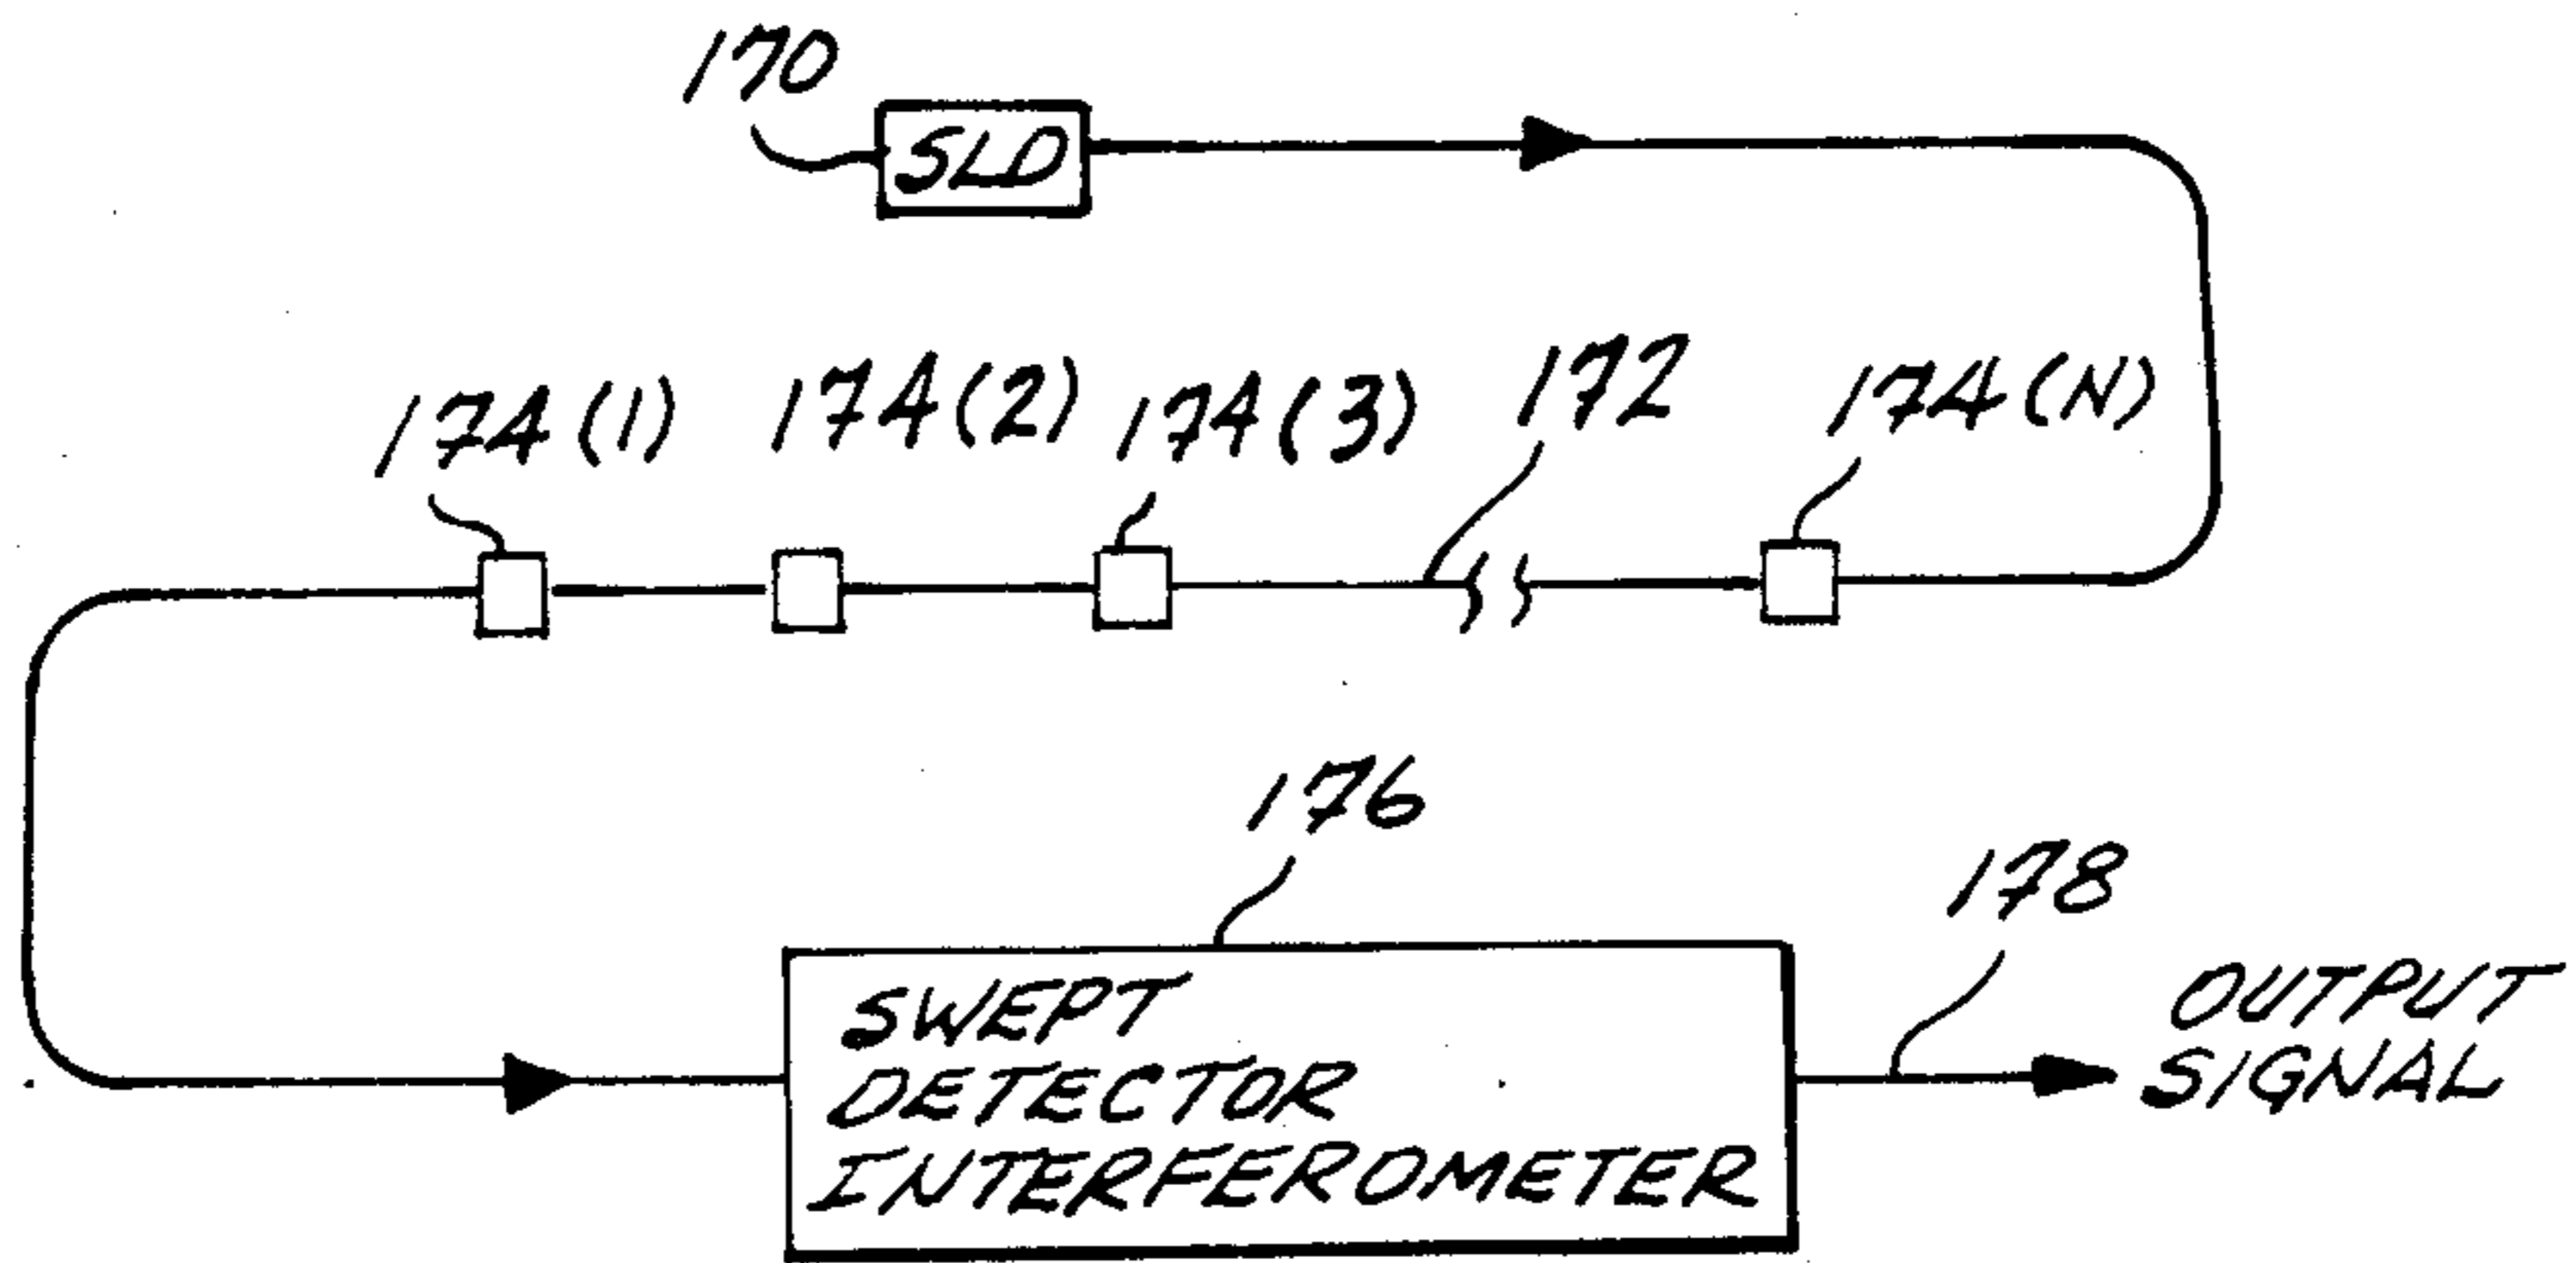 170
SLD
174(1)
174(2)
174(3)
172
174(N)
176
178
SWEPT
DETECTOR
INTERFEROMETER
OUTPUT
SIGNAL